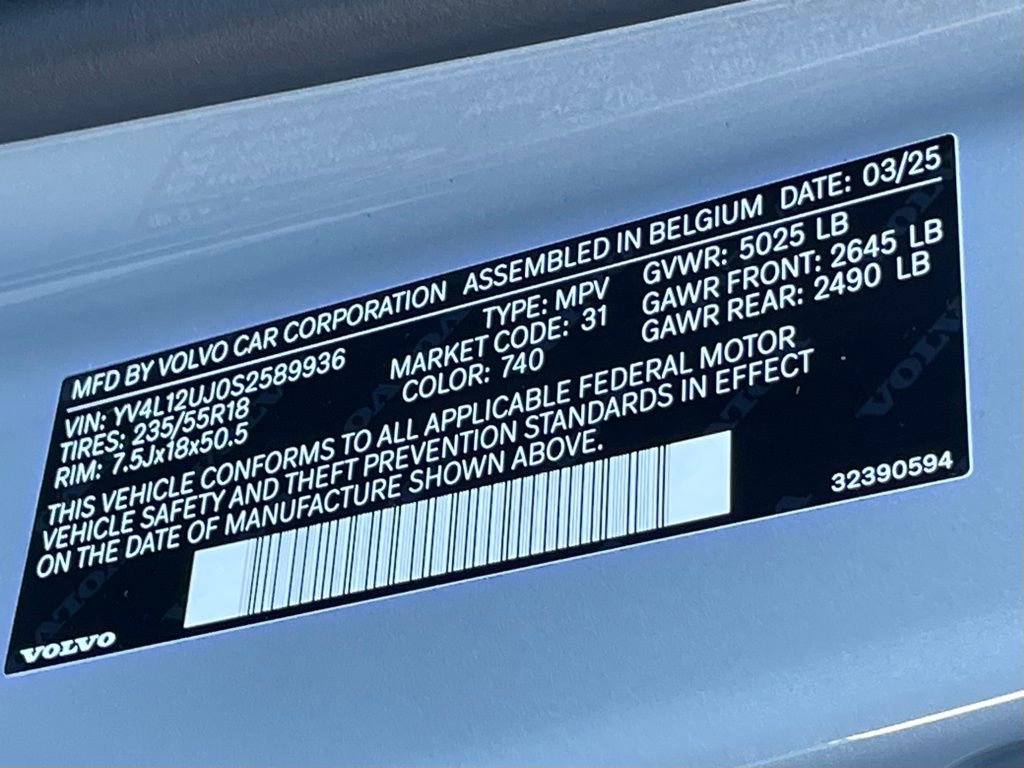 MFD BY VOLVO CAR CORPORATION ASSEMBLED IN BELGIUM DATE: 03/25
VIN: YV4L12UJ0S2589936 TYPE: MPV GVWR: 5025 LB
TIRES: 235/55R18 MARKET CODE: 31 GAWR FRONT: 2645 LB
RIM: 7.5Jx18x50.5 COLOR: 740 GAWR REAR: 2490 LB
THIS VEHICLE CONFORMS TO ALL APPLICABLE FEDERAL MOTOR
VEHICLE SAFETY AND THEFT PREVENTION STANDARDS IN EFFECT
ON THE DATE OF MANUFACTURE SHOWN ABOVE.
32390594
VOLVO